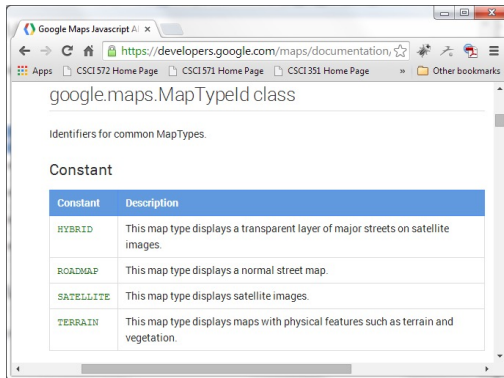 Google Maps Javascript AI
https://developers.google.com/maps/documentation/
Apps CSCI 572 Home Page CSCI 571 Home Page CSCI 351 Home Page » Other bookmarks
google.maps.MapTypeId class
Identifiers for common MapTypes.
Constant
Constant Description
HYBRID This map type displays a transparent layer of major streets on satellite
images.
ROADMAP This map type displays a normal street map.
SATELLITE This map type displays satellite images.
TERRAIN This map type displays maps with physical features such as terrain and
vegetation.